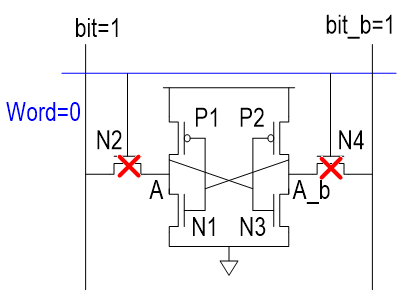 bit=1
bit_b=1
Word=0
P1
P2
N2
N4
A
A_b
N1
N3